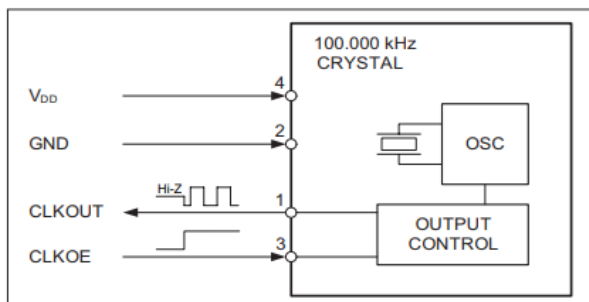 100.000 kHz
CRYSTAL
4
VDD
2
GND
OSC
Hi-Z
1
CLKOUT
OUTPUT
CONTROL
3
CLKOE